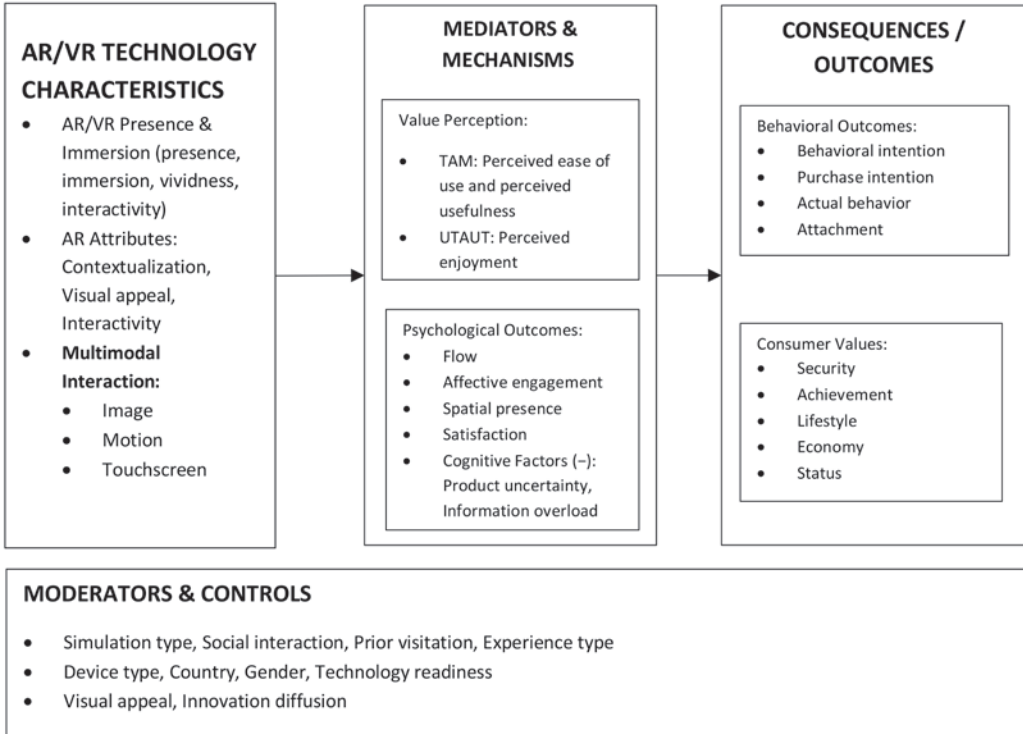 AR/VR TECHNOLOGY
CHARACTERISTICS
• AR/VR Presence &
Immersion (presence,
immersion, vividness,
interactivity)
• AR Attributes:
Contextualization,
Visual appeal,
Interactivity
• Multimodal
Interaction:
• Image
• Motion
• Touchscreen
MEDIATORS &
MECHANISMS
Value Perception:
• TAM: Perceived ease of
use and perceived
usefulness
• UTAUT: Perceived
enjoyment
Psychological Outcomes:
• Flow
• Affective engagement
• Spatial presence
• Satisfaction
• Cognitive Factors (−):
Product uncertainty,
Information overload
CONSEQUENCES /
OUTCOMES
Behavioral Outcomes:
• Behavioral intention
• Purchase intention
• Actual behavior
• Attachment
Consumer Values:
• Security
• Achievement
• Lifestyle
• Economy
• Status
MODERATORS & CONTROLS
• Simulation type, Social interaction, Prior visitation, Experience type
• Device type, Country, Gender, Technology readiness
• Visual appeal, Innovation diffusion